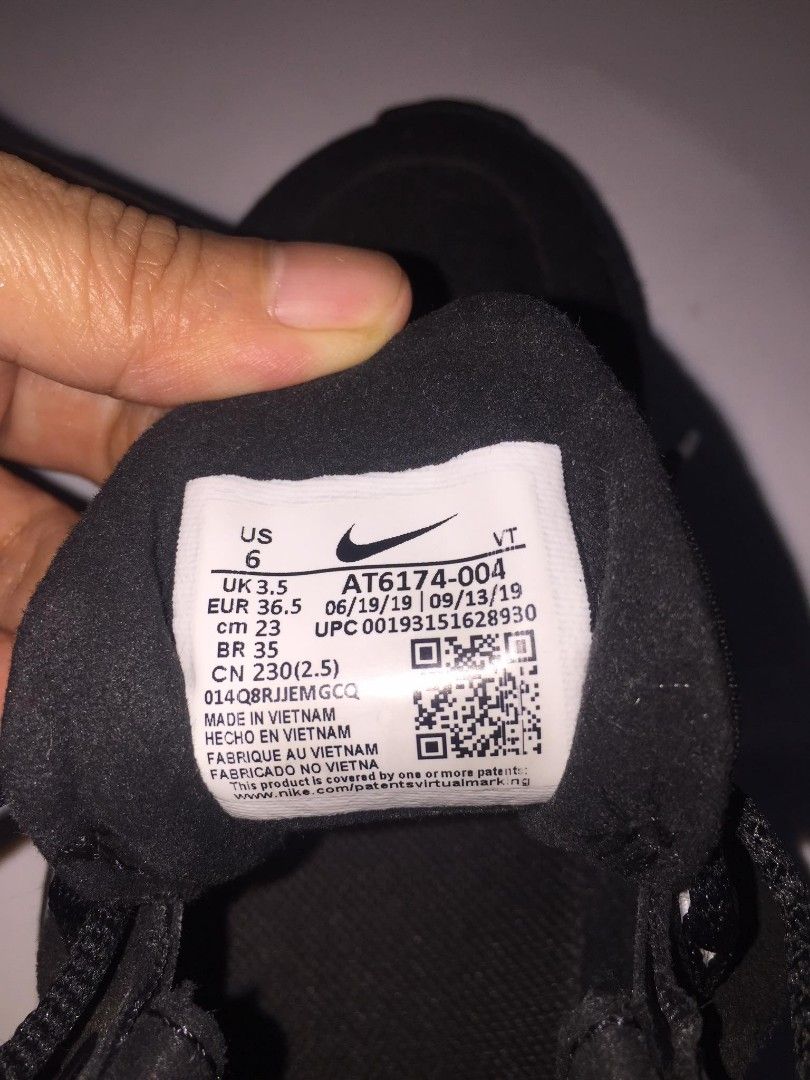 US
6
VT
UK 3.5
AT6174-004
EUR 36.5
06/19/19 | 09/13/19
cm 23
UPC 00193151628930
BR 35
CN 230(2.5)
014Q8RJJEMGCQ
MADE IN VIETNAM
HECHO EN VIETNAM
FABRIQUE AU VIETNAM
FABRICADO NO VIETNA
This product is covered by one or more patents:
www.nike.com/patentsvirtualmarking